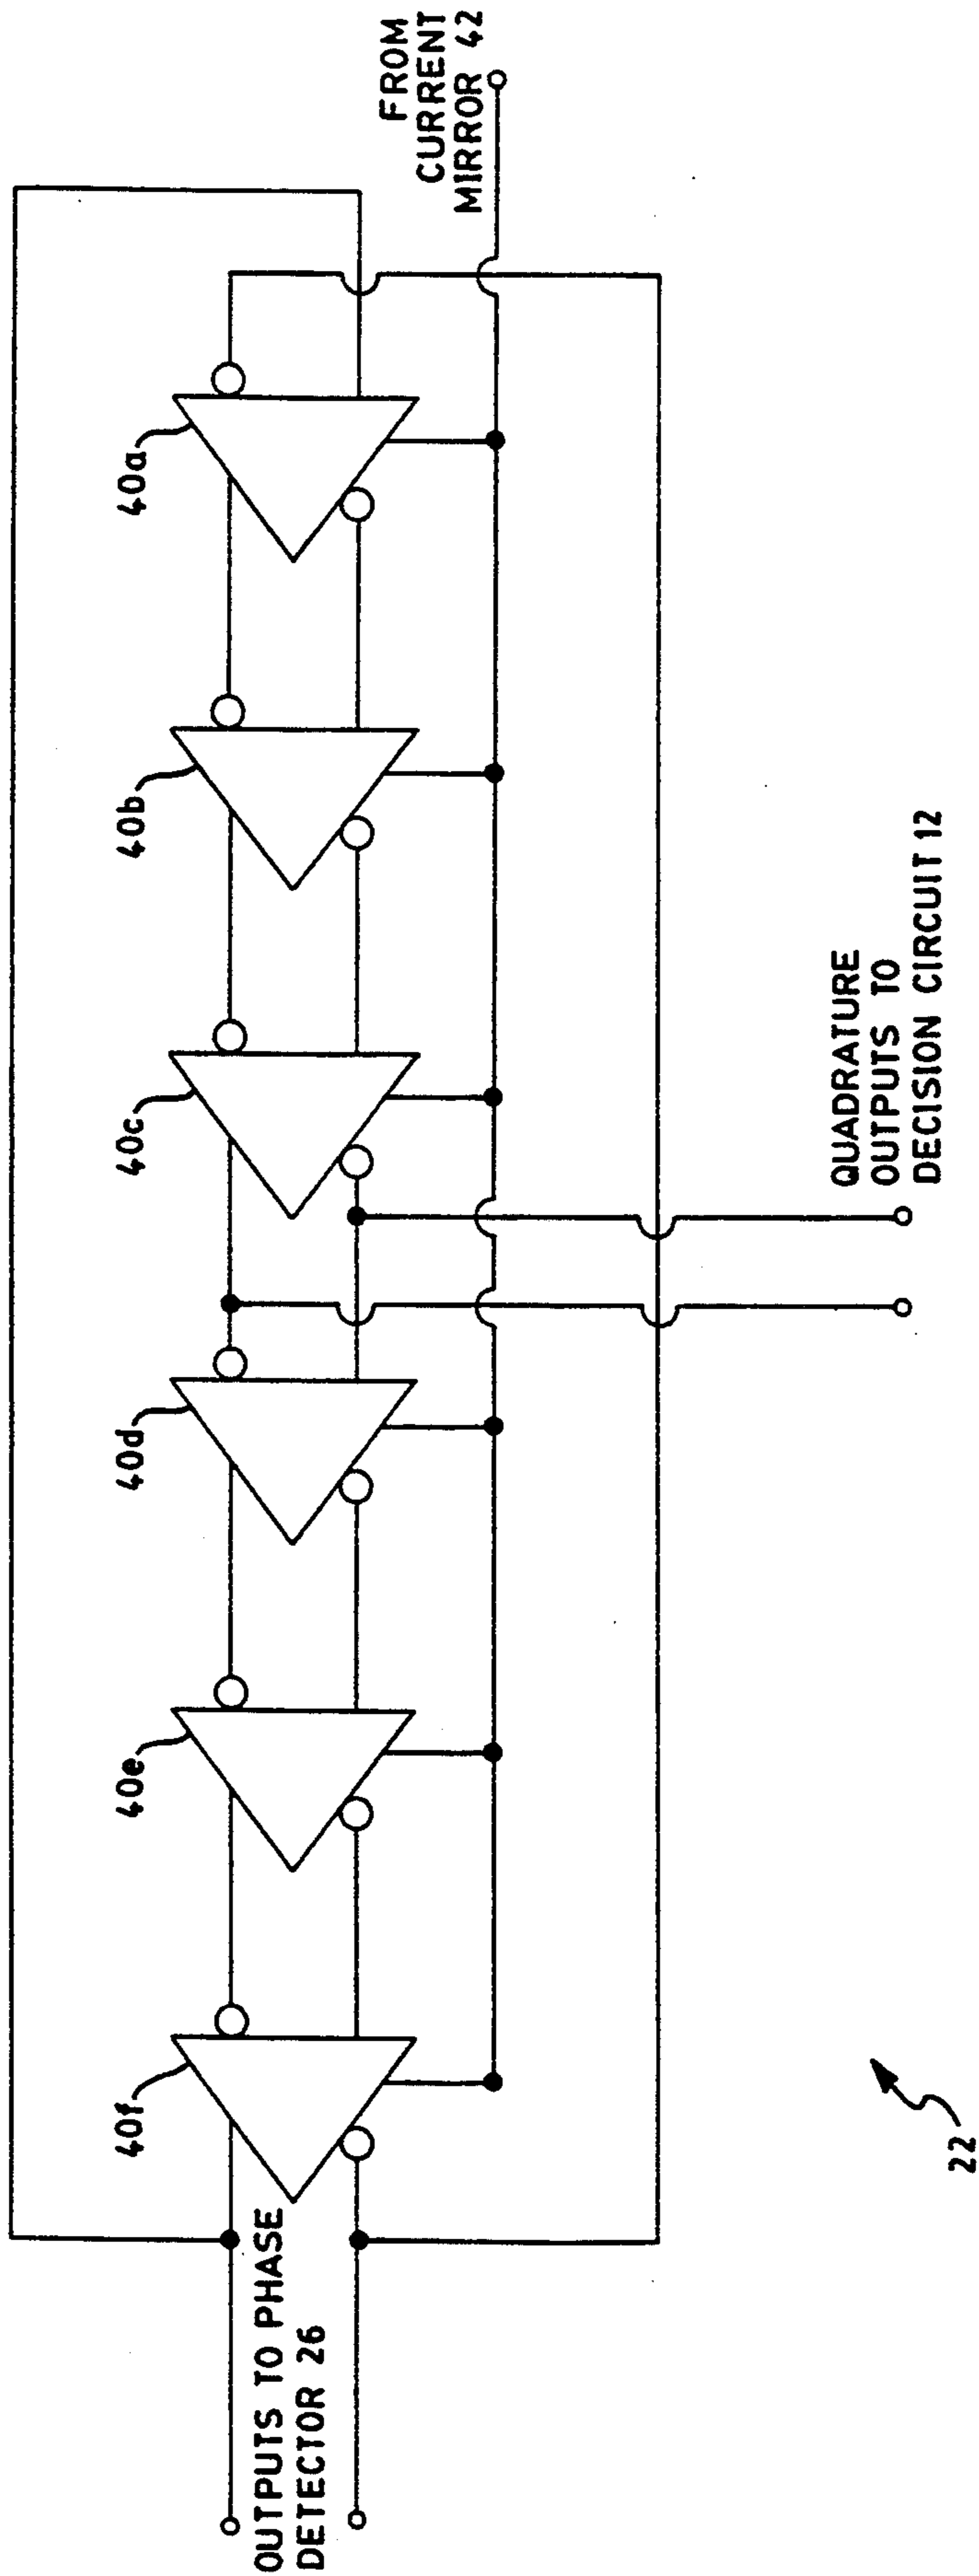 OUTPUTS TO PHASE
DETECTOR 26
40f
40e
40d
40c
40b
40a
FROM
CURRENT
MIRROR 42
QUADRATURE
OUTPUTS TO
DECISION CIRCUIT 12
22